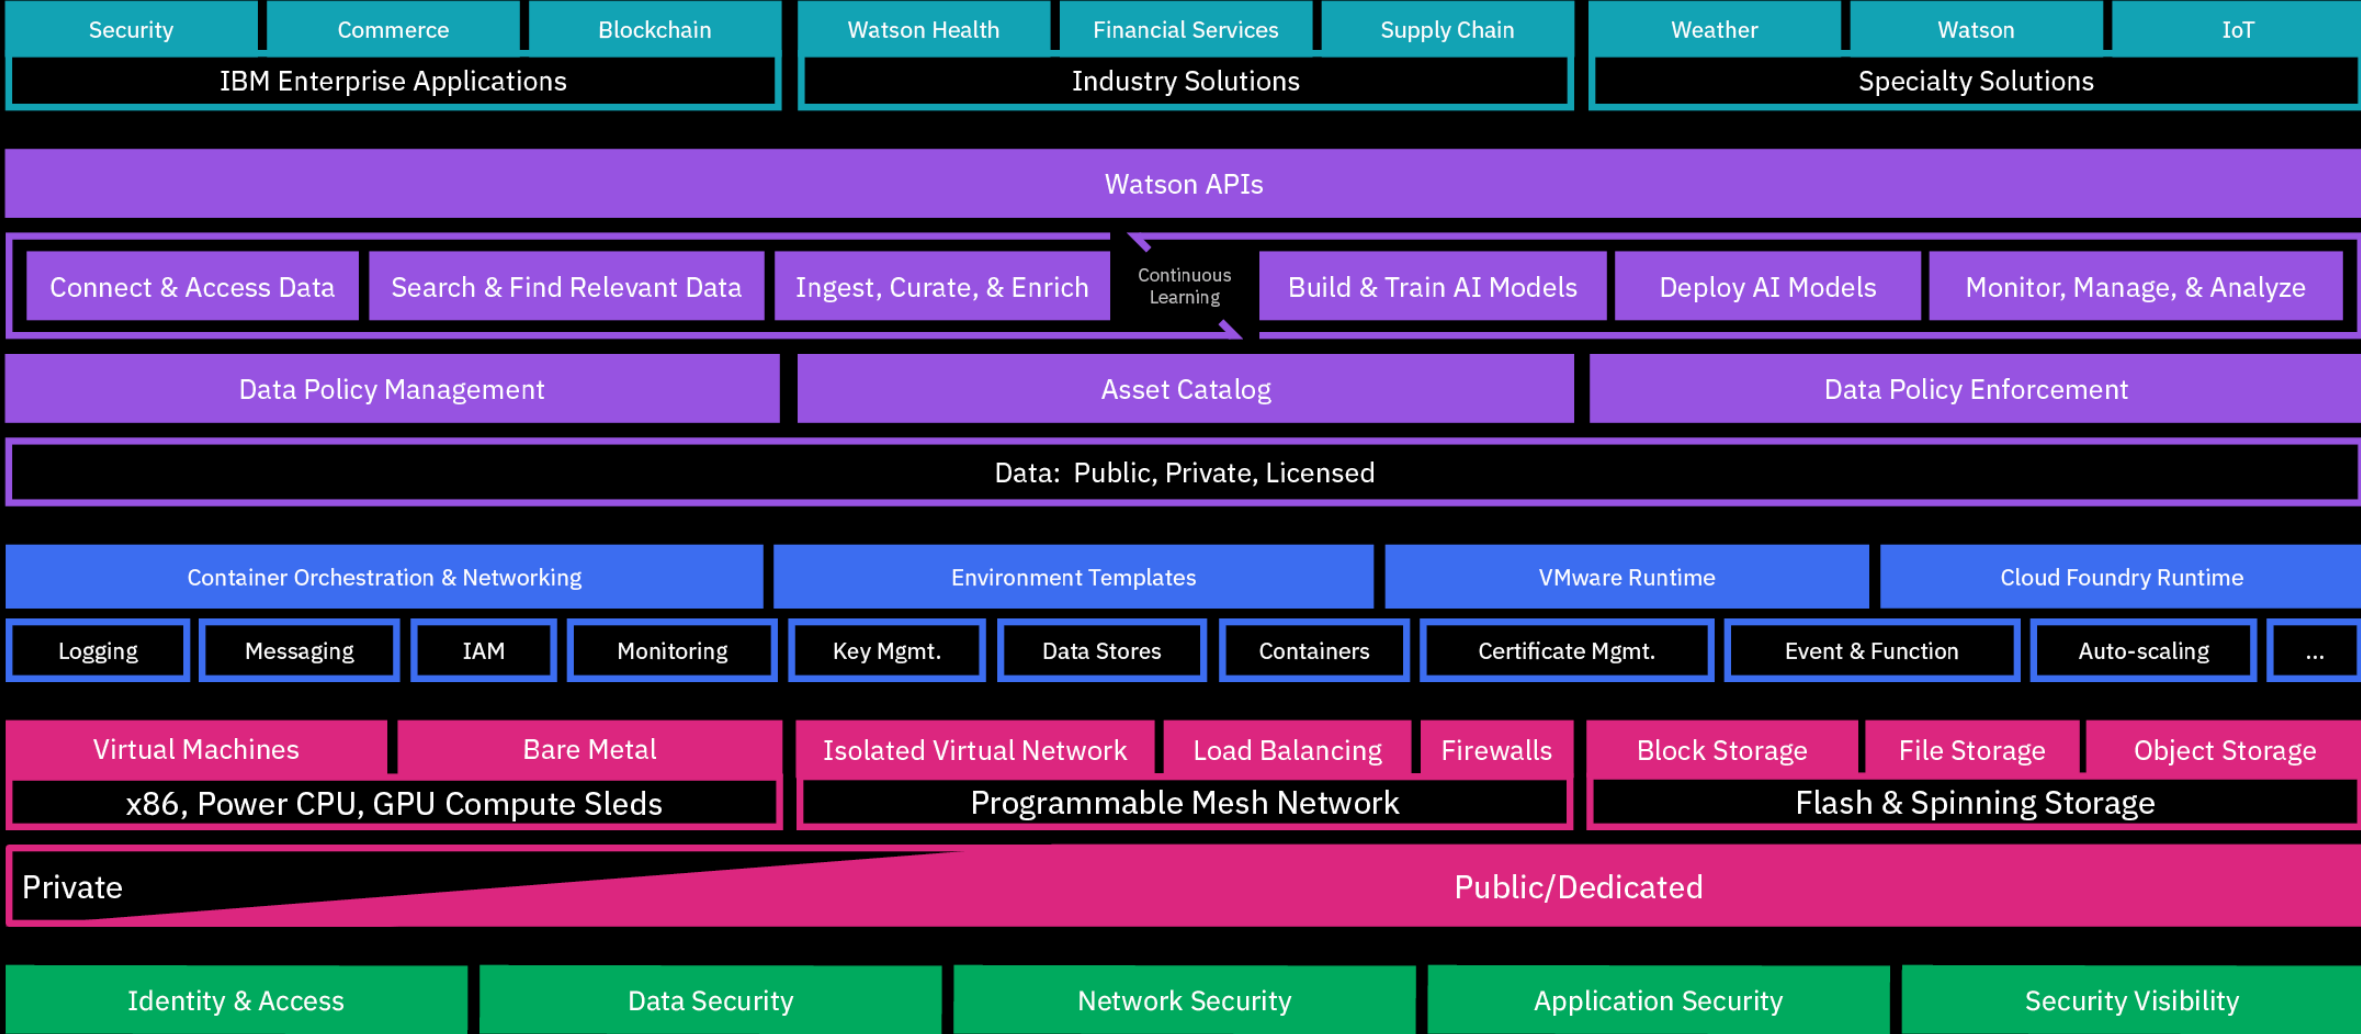 Security
Commerce
Blockchain
Watson Health
Financial Services
Supply Chain
Weather
Watson
IoT
IBM Enterprise Applications
Industry Solutions
Specialty Solutions
Watson APIs
Connect & Access Data
Search & Find Relevant Data
Ingest, Curate, & Enrich
Continuous
Learning
Build & Train AI Models
Deploy AI Models
Monitor, Manage, & Analyze
Data Policy Management
Asset Catalog
Data Policy Enforcement
Data: Public, Private, Licensed
Container Orchestration & Networking
Environment Templates
VMware Runtime
Cloud Foundry Runtime
Logging
Messaging
IAM
Monitoring
Key Mgmt.
Data Stores
Containers
Certificate Mgmt.
Event & Function
Auto-scaling
...
Virtual Machines
Bare Metal
Isolated Virtual Network
Load Balancing
Firewalls
Block Storage
File Storage
Object Storage
x86, Power CPU, GPU Compute Sleds
Programmable Mesh Network
Flash & Spinning Storage
Private
Public/Dedicated
Identity & Access
Data Security
Network Security
Application Security
Security Visibility